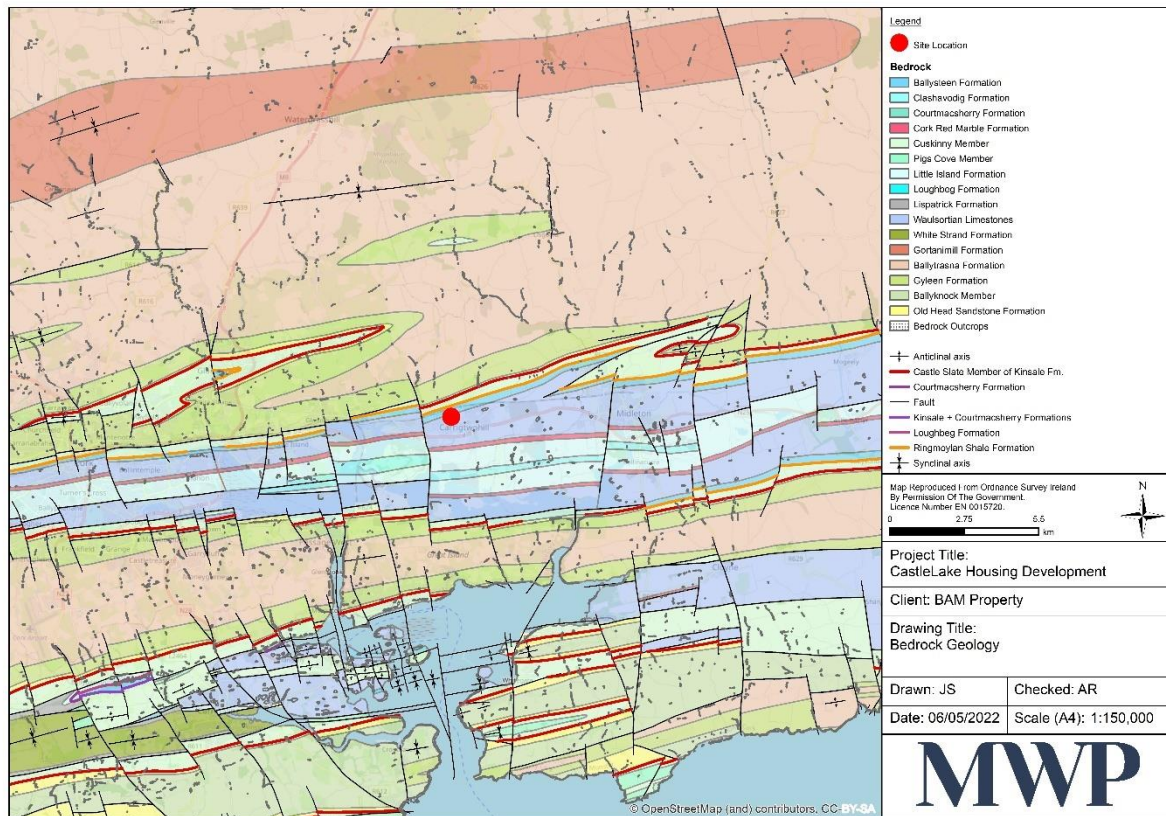 Legend
Site Location
Bedrock
Ballysteen Formation
Clashavodig Formation
Courtmacsherry Formation
Cork Red Marble Formation
Cuskinny Member
Pigs Cove Member
Little Island Formation
Loughbog Formation
Lispatrick Formation
Waulsortian Limestones
White Strand Formation
Gortanimill Formation
Ballytrasna Formation
Gyleen Formation
Ballyknock Member
Old Head Sandstone Formation
Bedrock Outcrops
Anticlinal axis
Castle Slate Member of Kinsale Fm.
Courtmacsherry Formation
Fault
Kinsale + Courtmacsherry Formations
Loughbeg Formation
Ringmoylan Shale Formation
Synclinal axis
Map Reproduced From Ordnance Survey Ireland
By Permission Of The Government.
Licence Number EN 0015720.
N
0 2.75 5.5
km
Project Title:
CastleLake Housing Development
Client: BAM Property
Drawing Title:
Bedrock Geology
Drawn: JS
Checked: AR
Date: 06/05/2022
Scale (A4): 1:150,000
MWP
Midleton
Carrigtwohill
Mogeely
© OpenStreetMap (and) contributors, CC-BY-SA